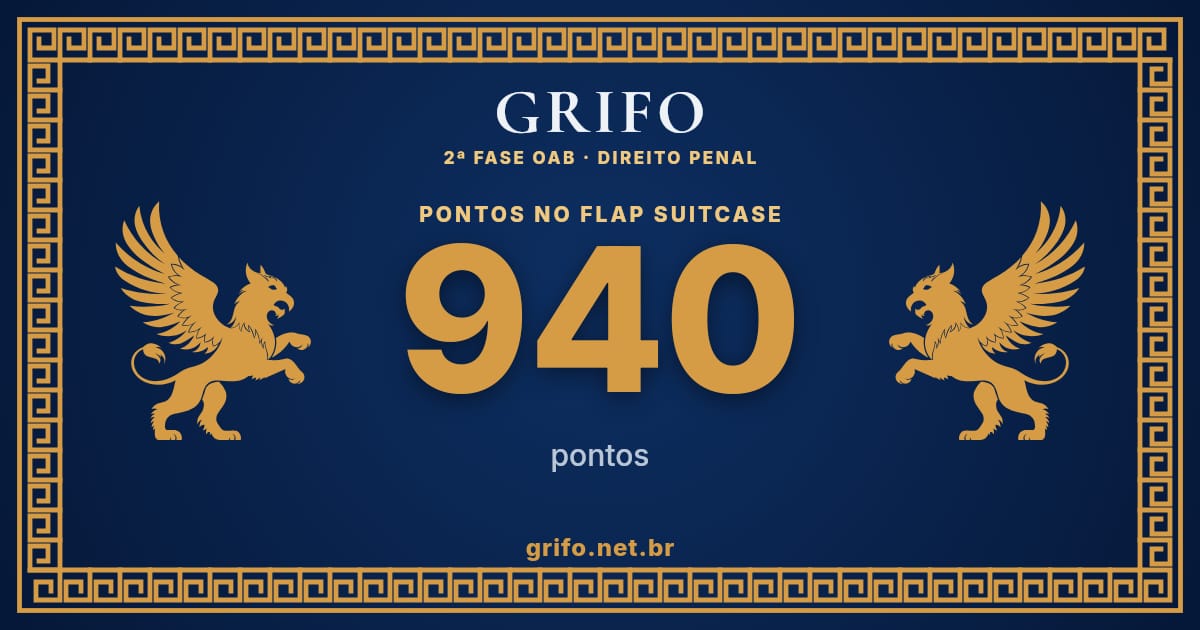 GRIFO
2ª FASE OAB · DIREITO PENAL
PONTOS NO FLAP SUITCASE
940
pontos
grifo.net.br